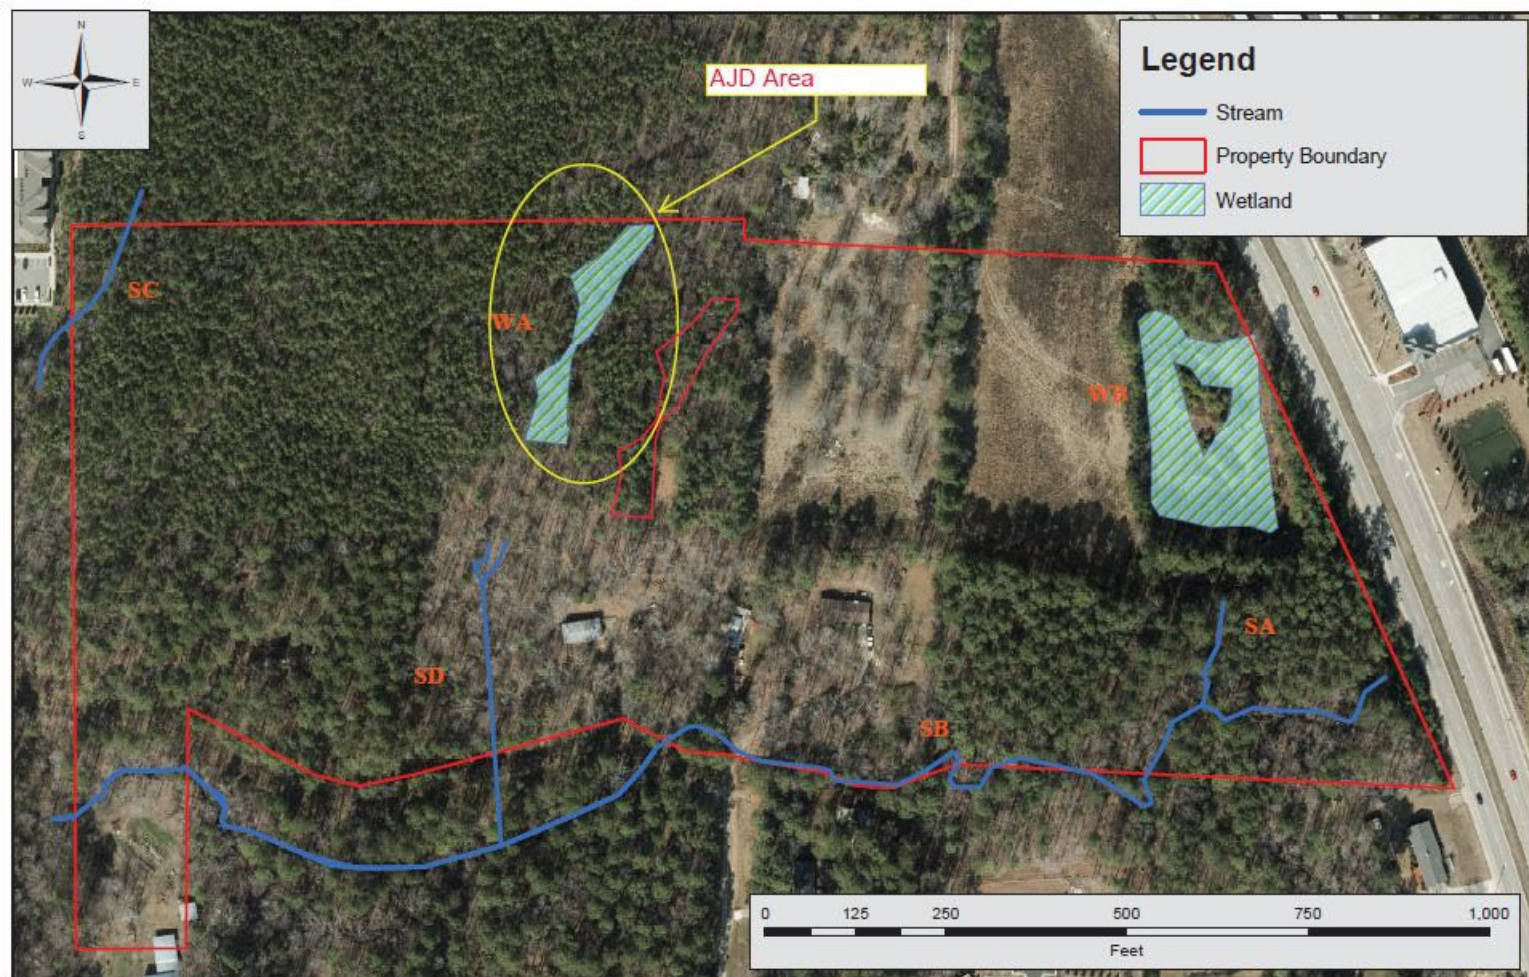 N
W E
S
AJD Area
Legend
Stream
Property Boundary
Wetland
SC
WA
WB
SA
SD
SB
0 125 250 500 750 1,000
Feet